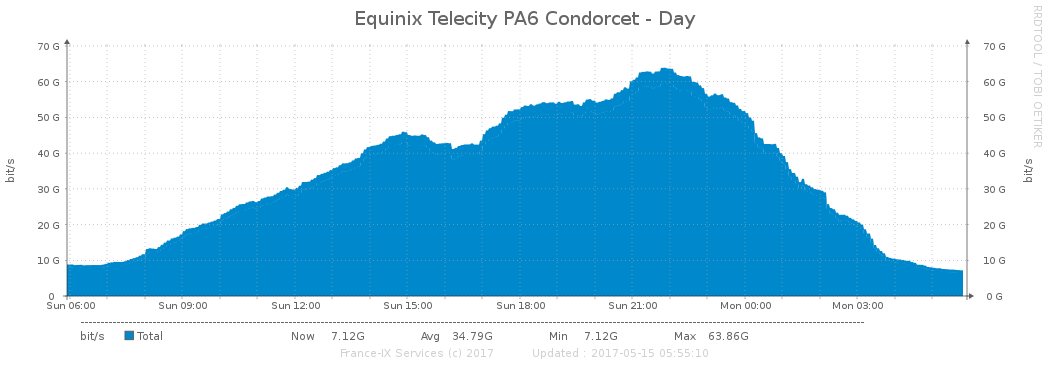 Equinix Telecity PA6 Condorcet - Day
RRDTOOL / TOBI OETIKER
70 G 70 G
60 G 60 G
50 G 50 G
40 G 40 G
30 G 30 G
20 G 20 G
10 G 10 G
0 0 G
bit/s
bit/s
Sun 06:00 Sun 09:00 Sun 12:00 Sun 15:00 Sun 18:00 Sun 21:00 Mon 00:00 Mon 03:00
bit/s Total Now 7.12G Avg 34.79G Min 7.12G Max 63.86G
France-IX Services (c) 2017 Updated : 2017-05-15 05:55:10